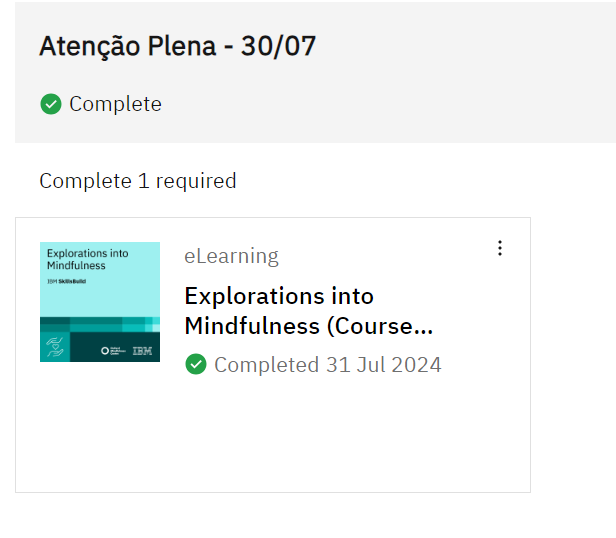 Atenção Plena - 30/07
Complete
Complete 1 required
Explorations into
Mindfulness
IBM SkillsBuild
IBM
eLearning
Explorations into
Mindfulness (Course...
Completed 31 Jul 2024